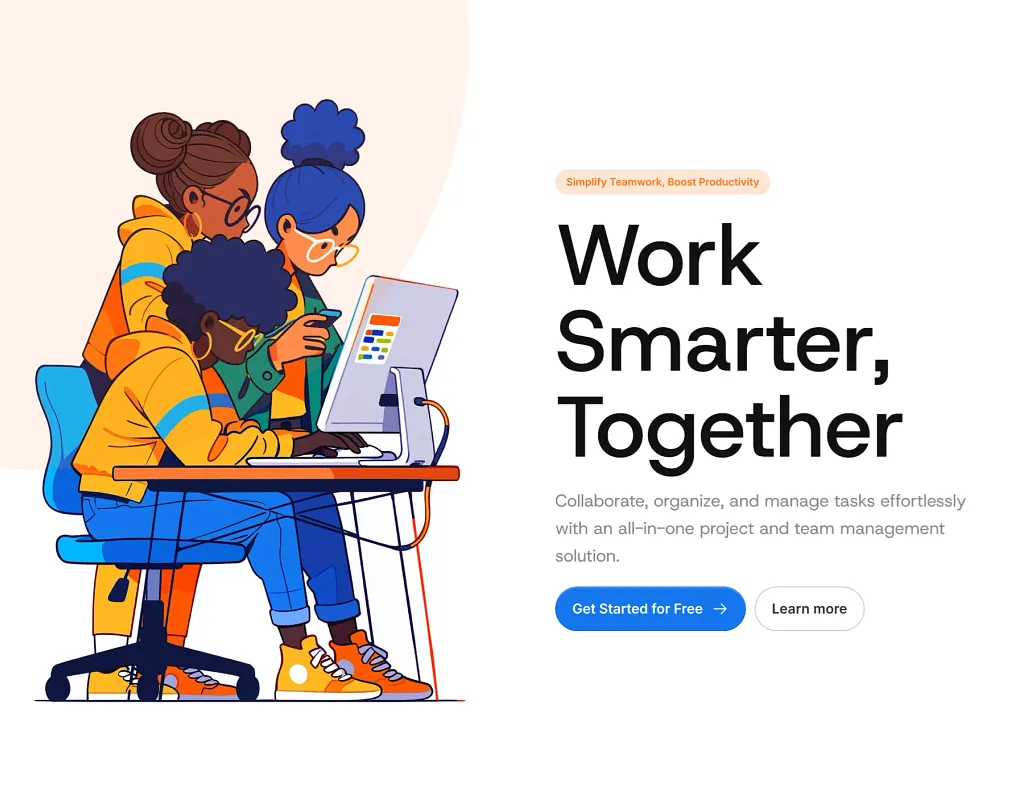 Simplify Teamwork, Boost Productivity
Work
Smarter,
Together
Collaborate, organize, and manage tasks effortlessly
with an all-in-one project and team management
solution.
Get Started for Free →
Learn more